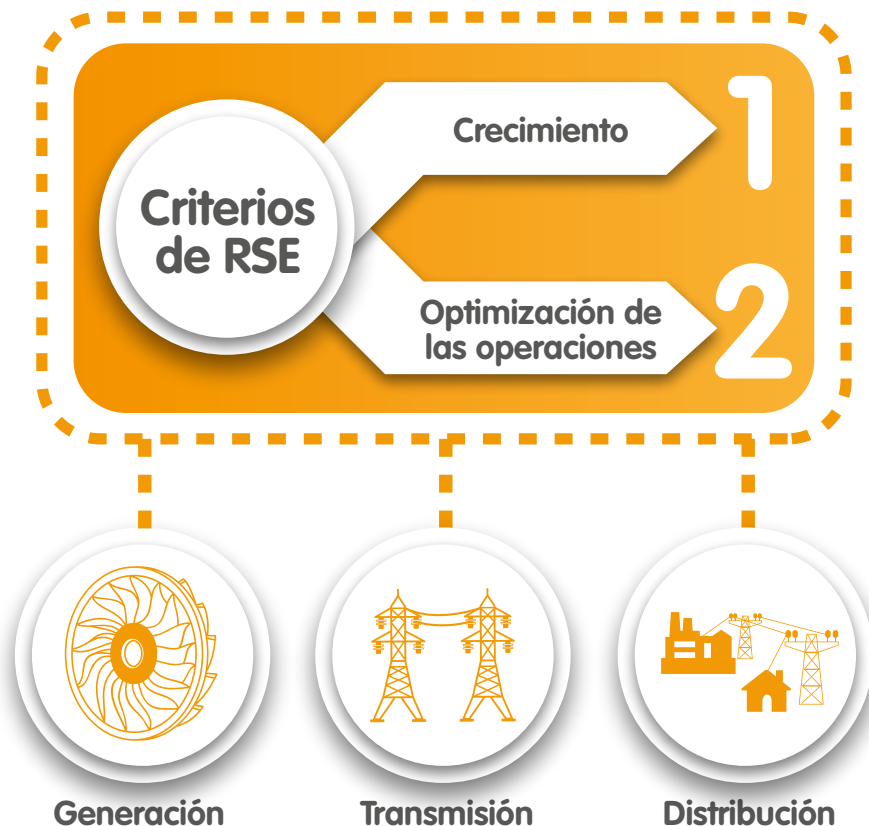 Criterios
de RSE
Crecimiento
1
Optimización de
las operaciones
2
Generación
Transmisión
Distribución